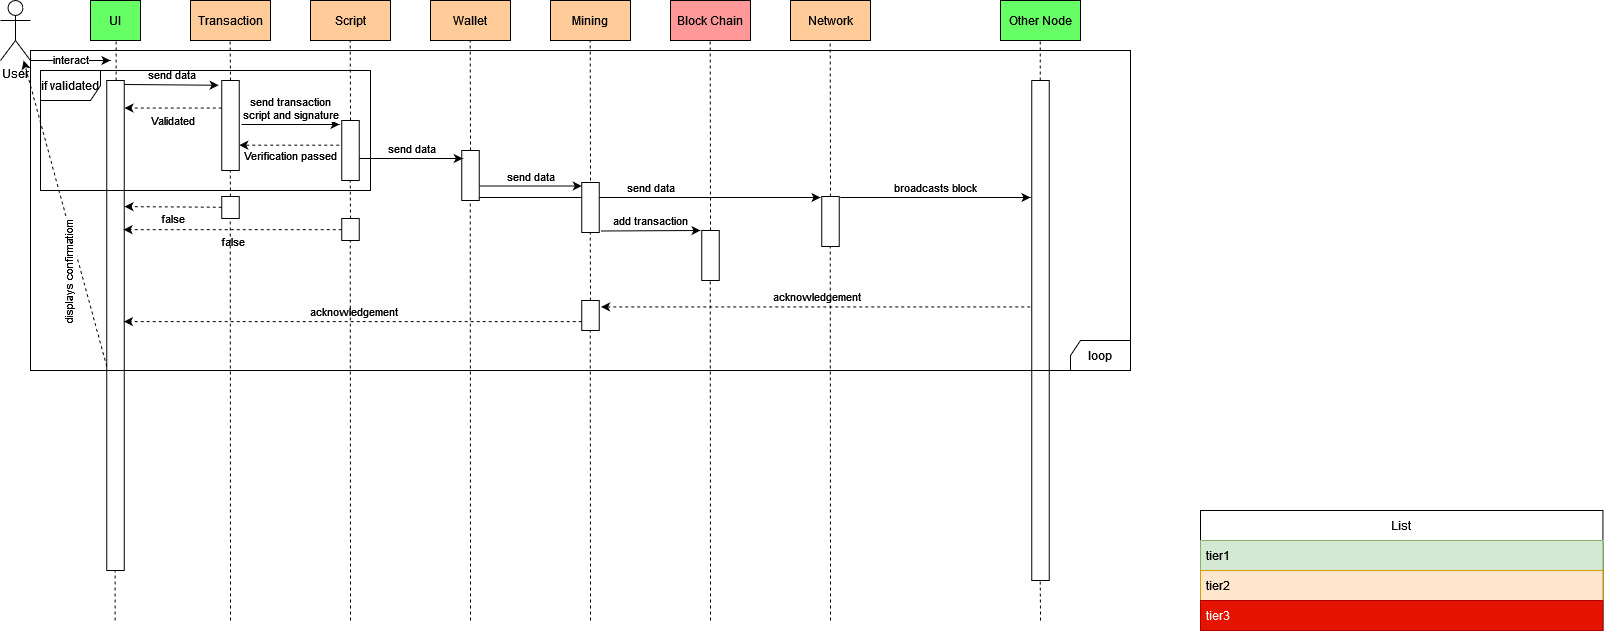 UI
Transaction
Script
Wallet
Mining
Block Chain
Network
Other Node
User
interact
if validated
send data
Validated
send transaction
script and signature
Verification passed
send data
send data
send data
broadcasts block
false
false
add transaction
displays confirmatiom
acknowledgement
acknowledgement
loop
List
tier1
tier2
tier3